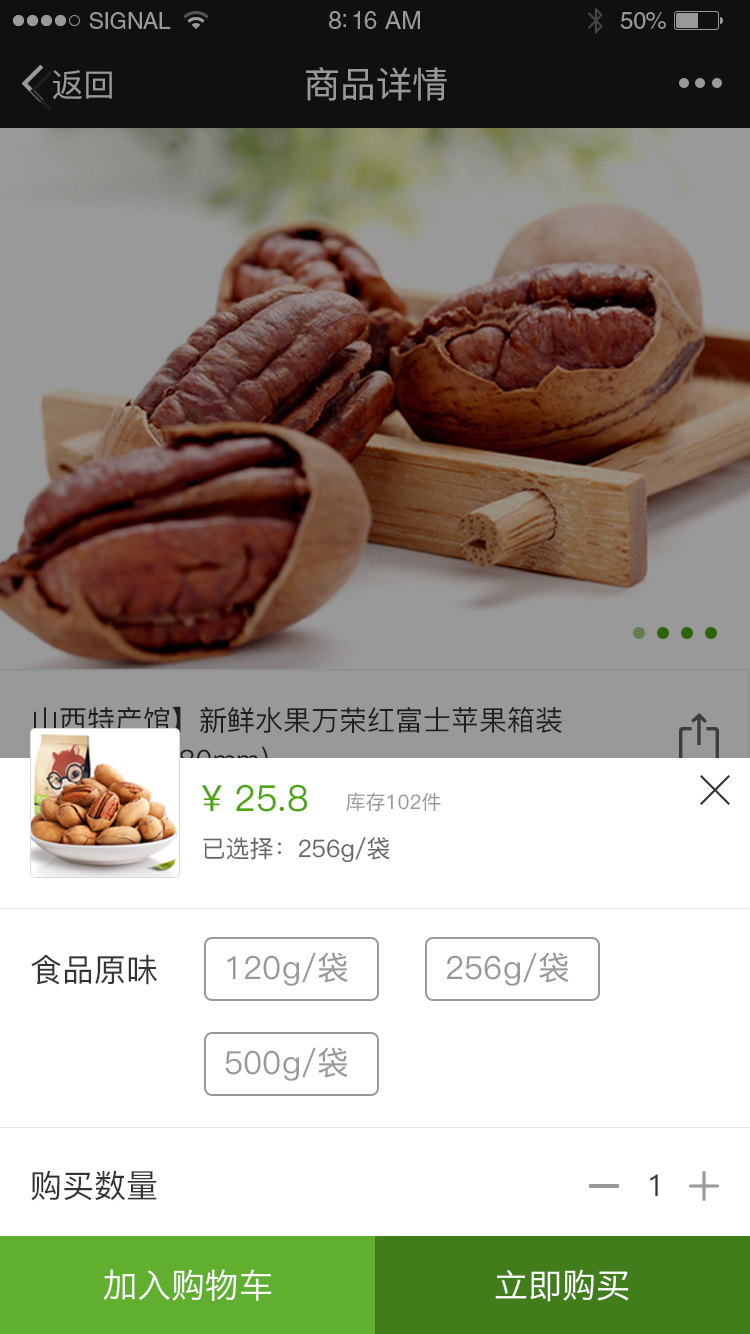 SIGNAL 8:16 AM 50%
返回 商品详情
山西特产馆】新鲜水果万荣红富士苹果箱装
80mm)
¥ 25.8 库存102件
已选择：256g/袋
食品原味 120g/袋 256g/袋
500g/袋
购买数量 1
加入购物车 立即购买